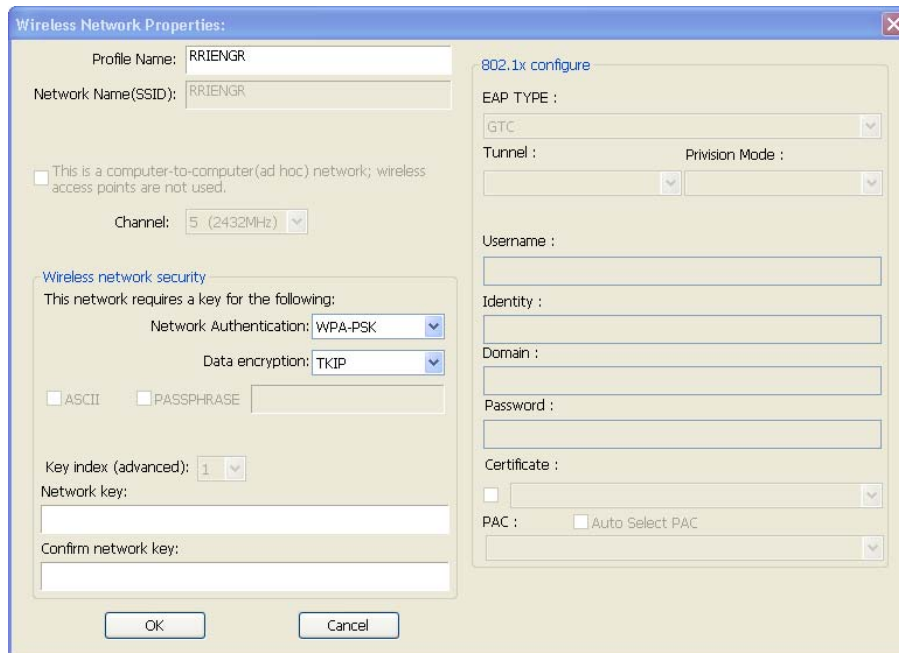 Wireless Network Properties:
Profile Name: RRIENGR
Network Name(SSID): RRIENGR
This is a computer-to-computer(ad hoc) network; wireless
access points are not used.
Channel: 5 (2432MHz)
Wireless network security
This network requires a key for the following:
Network Authentication: WPA-PSK
Data encryption: TKIP
ASCII PASSPHRASE
Key index (advanced): 1
Network key:
Confirm network key:
OK Cancel
802.1x configure
EAP TYPE :
GTC
Tunnel : Privision Mode :
Username :
Identity :
Domain :
Password :
Certificate :
PAC : Auto Select PAC